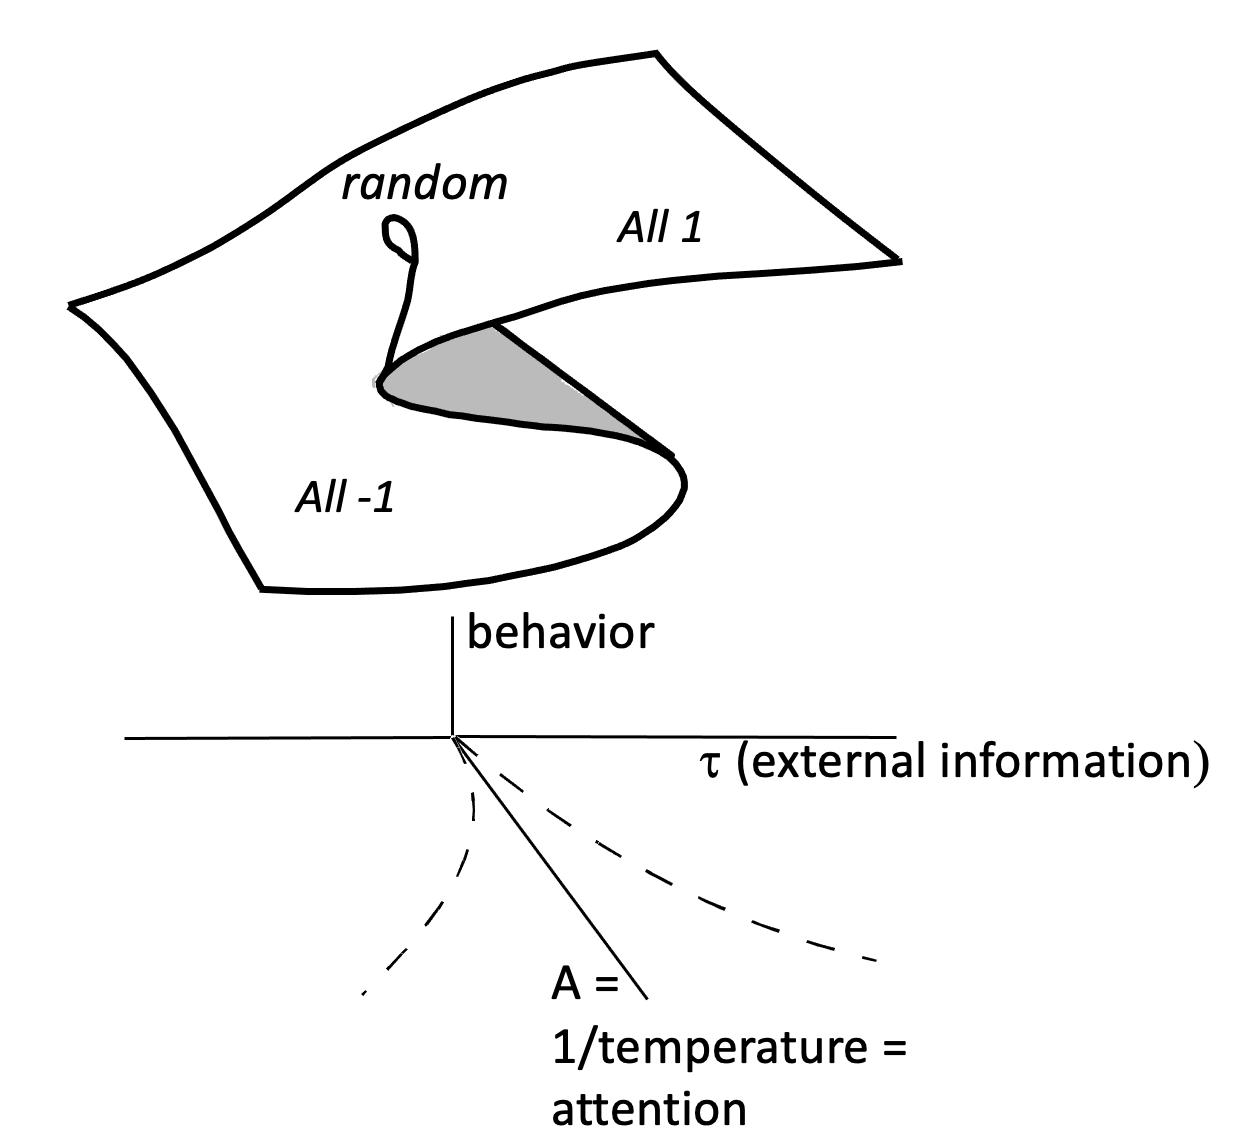 random
All 1
All -1
behavior
τ (external information)
A =
1/temperature =
attention